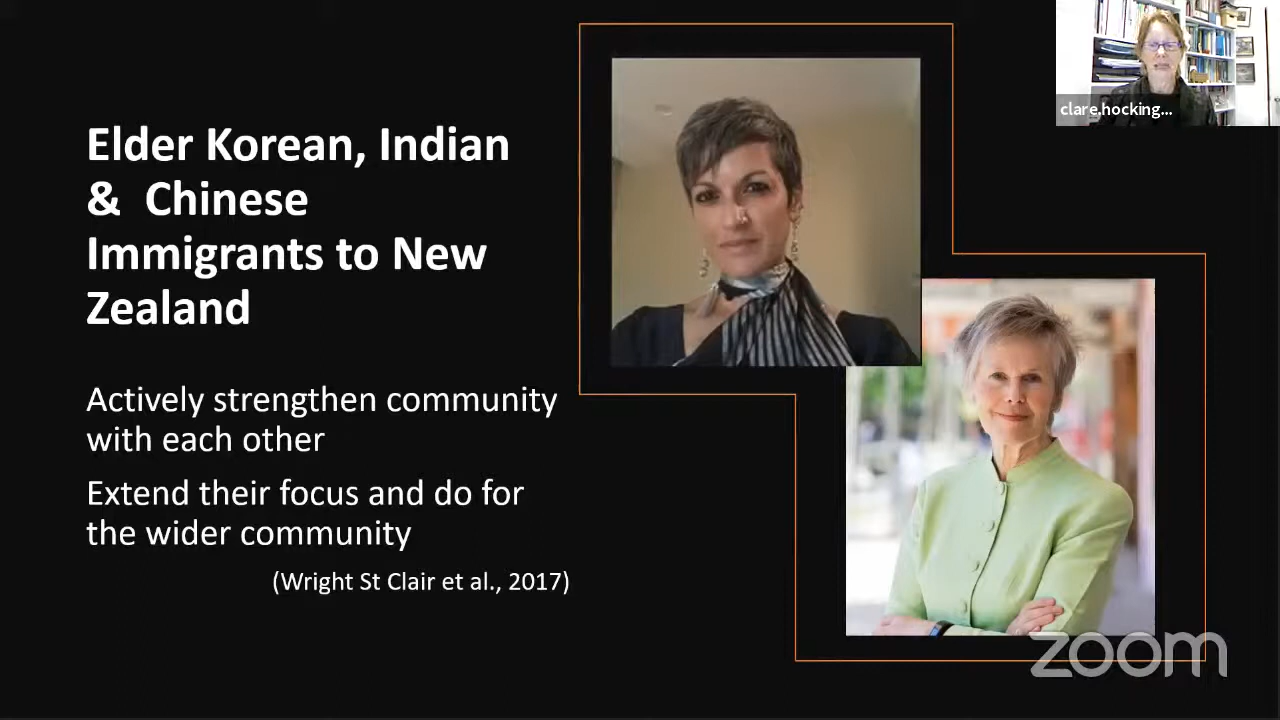 Elder Korean, Indian
& Chinese
Immigrants to New
Zealand
Actively strengthen community
with each other
Extend their focus and do for
the wider community
(Wright St Clair et al., 2017)
clare.hocking...
zoom